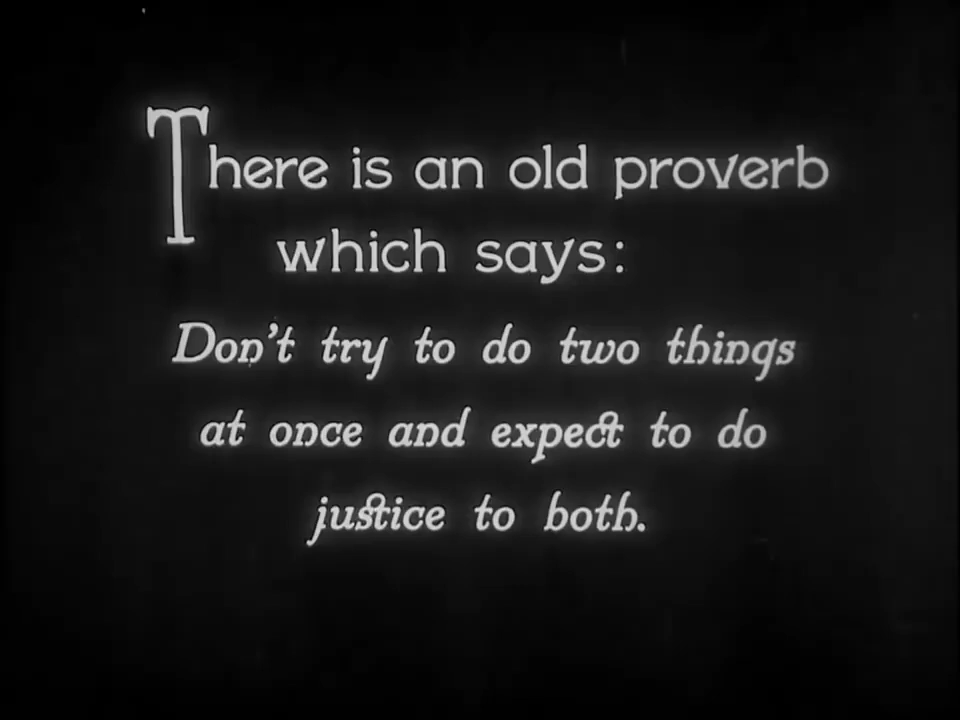 There is an old proverb
which says:
Don't try to do two things
at once and expect to do
justice to both.